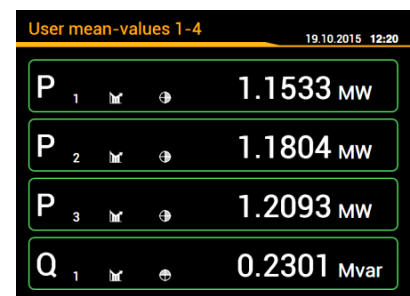 User mean-values 1-4
19.10.2015 12:20
P 1 1.1533 MW
P 2 1.1804 MW
P 3 1.2093 MW
Q 1 0.2301 Mvar